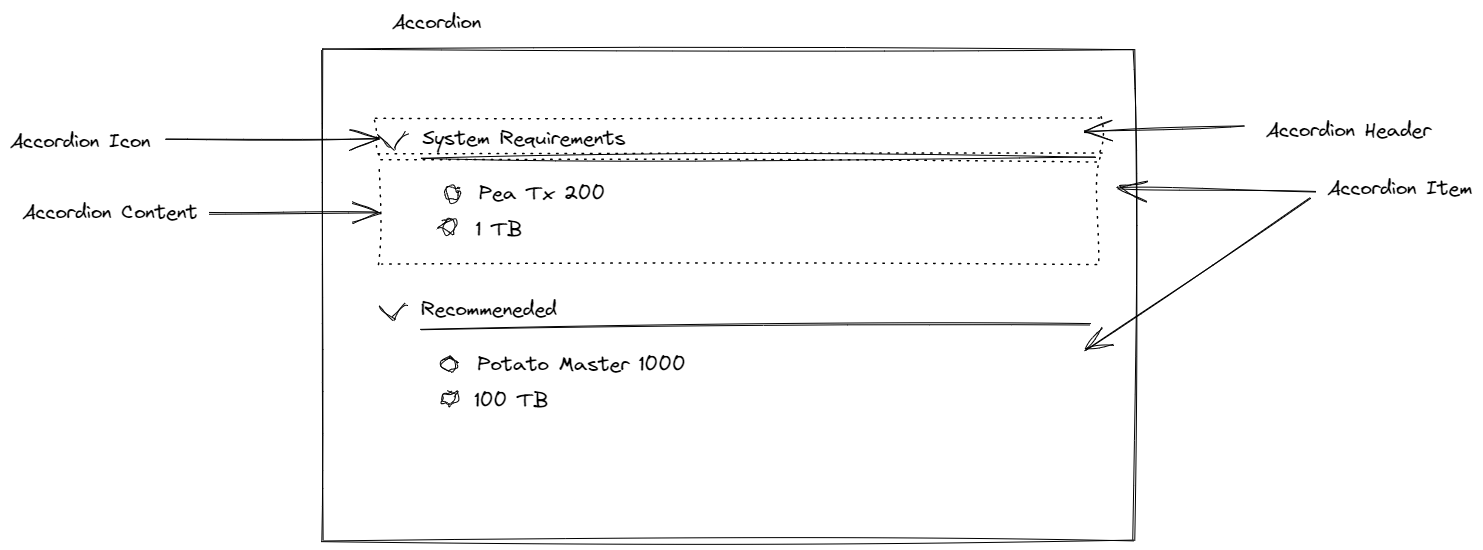 Accordion
Accordion Icon
System Requirements
Accordion Header
Accordion Item
Pea Tx 200
Accordion Content
1 TB
Recommeneded
Potato Master 1000
100 TB